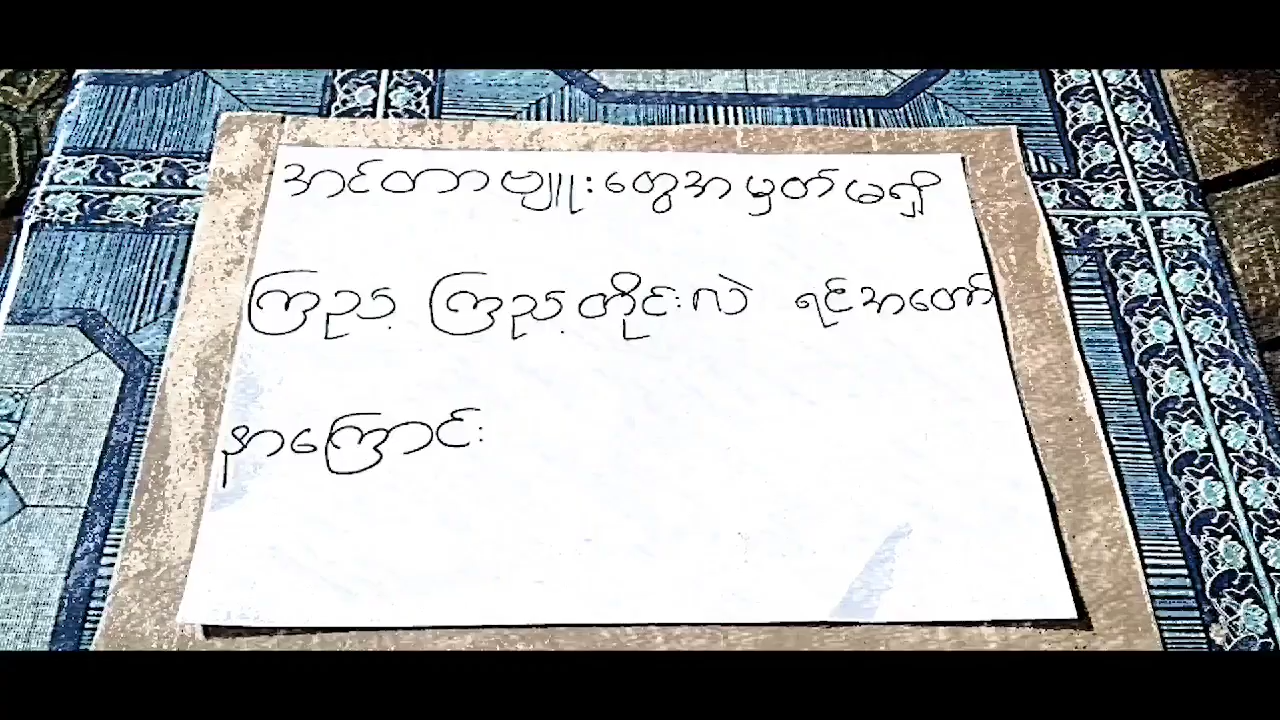 အင်တာဗျူးတွေအမှတ်မရှိ
ကြည့် ကြည့်တိုင်းလဲ ရင်အတော်
နာကြောင်း